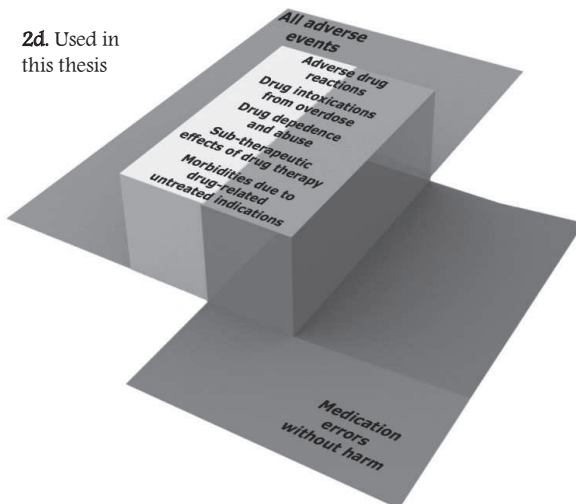 2d. Used in
this thesis
All adverse
events
Adverse drug
reactions
Drug intoxications
from overdose
Drug depedence
and abuse
Sub-therapeutic
effects of drug therapy
Morbidities due to
drug-related
untreated indications
Medication
errors
without harm